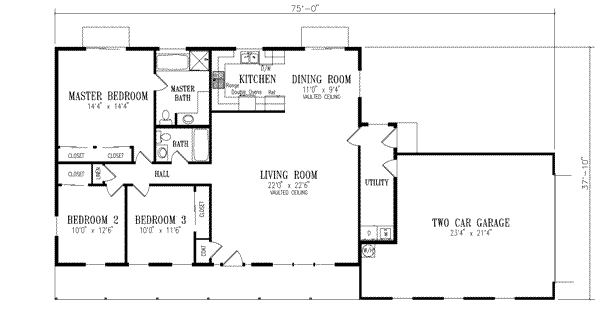 75'-0"
37'-10"
MASTER BEDROOM
14'4" x 14'4"
MASTER
BATH
KITCHEN
D/W
Range
Double Ovens
Ref
DINING ROOM
11'0" x 9'4"
VAULTED CEILING
BATH
CLOSET
CLOSET
CLOSET
LINEN
HALL
LIVING ROOM
22'0" x 22'6"
VAULTED CEILING
UTILITY
D
W
BEDROOM 2
10'0" x 12'6"
BEDROOM 3
10'0" x 11'6"
CLOSET
COAT
TWO CAR GARAGE
23'4" x 21'4"